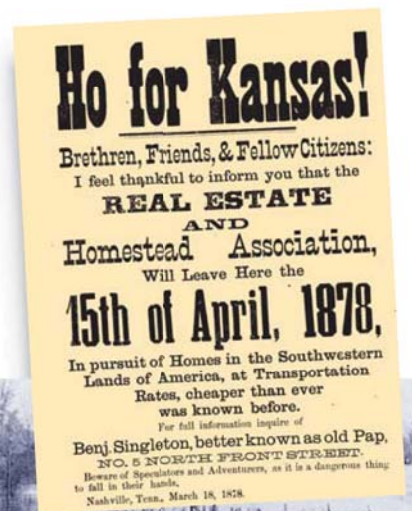 Ho for Kansas!
Brethren, Friends, & Fellow Citizens:
I feel thankful to inform you that the
REAL ESTATE
AND
Homestead Association,
Will Leave Here the
15th of April, 1878,
In pursuit of Homes in the Southwestern
Lands of America, at Transportation
Rates, cheaper than ever
was known before.
For full information inquire of
Benj. Singleton, better known as old Pap,
NO. 5 NORTH FRONT STREET.
Beware of Speculators and Adventurers, as it is a dangerous thing
to fall in their hands.
Nashville, Tenn., March 18, 1878.